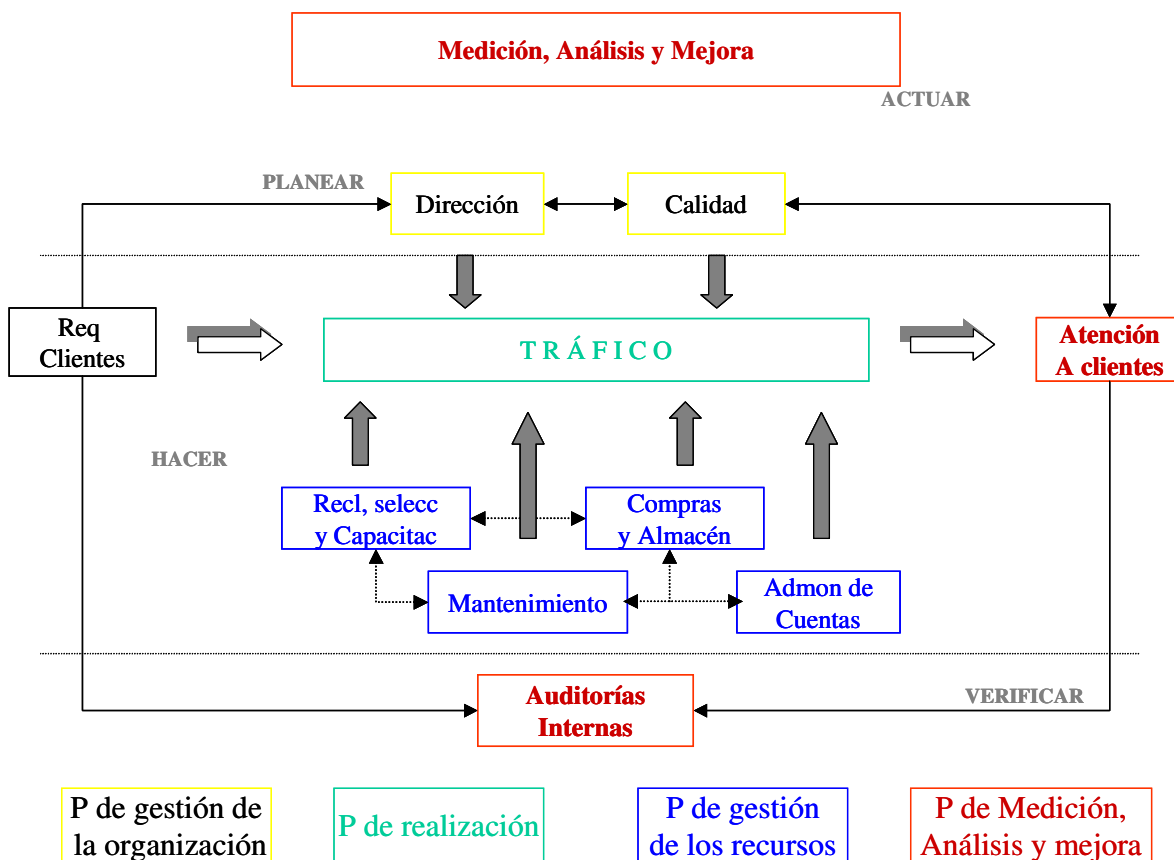 Medición, Análisis y Mejora
ACTUAR
PLANEAR
Dirección
Calidad
Req
Clientes
T R Á F I C O
Atención
A clientes
HACER
Recl, selecc
y Capacitac
Compras
y Almacén
Mantenimiento
Admon de
Cuentas
Auditorías
Internas
VERIFICAR
P de gestión de
la organización
P de realización
P de gestión
de los recursos
P de Medición,
Análisis y mejora